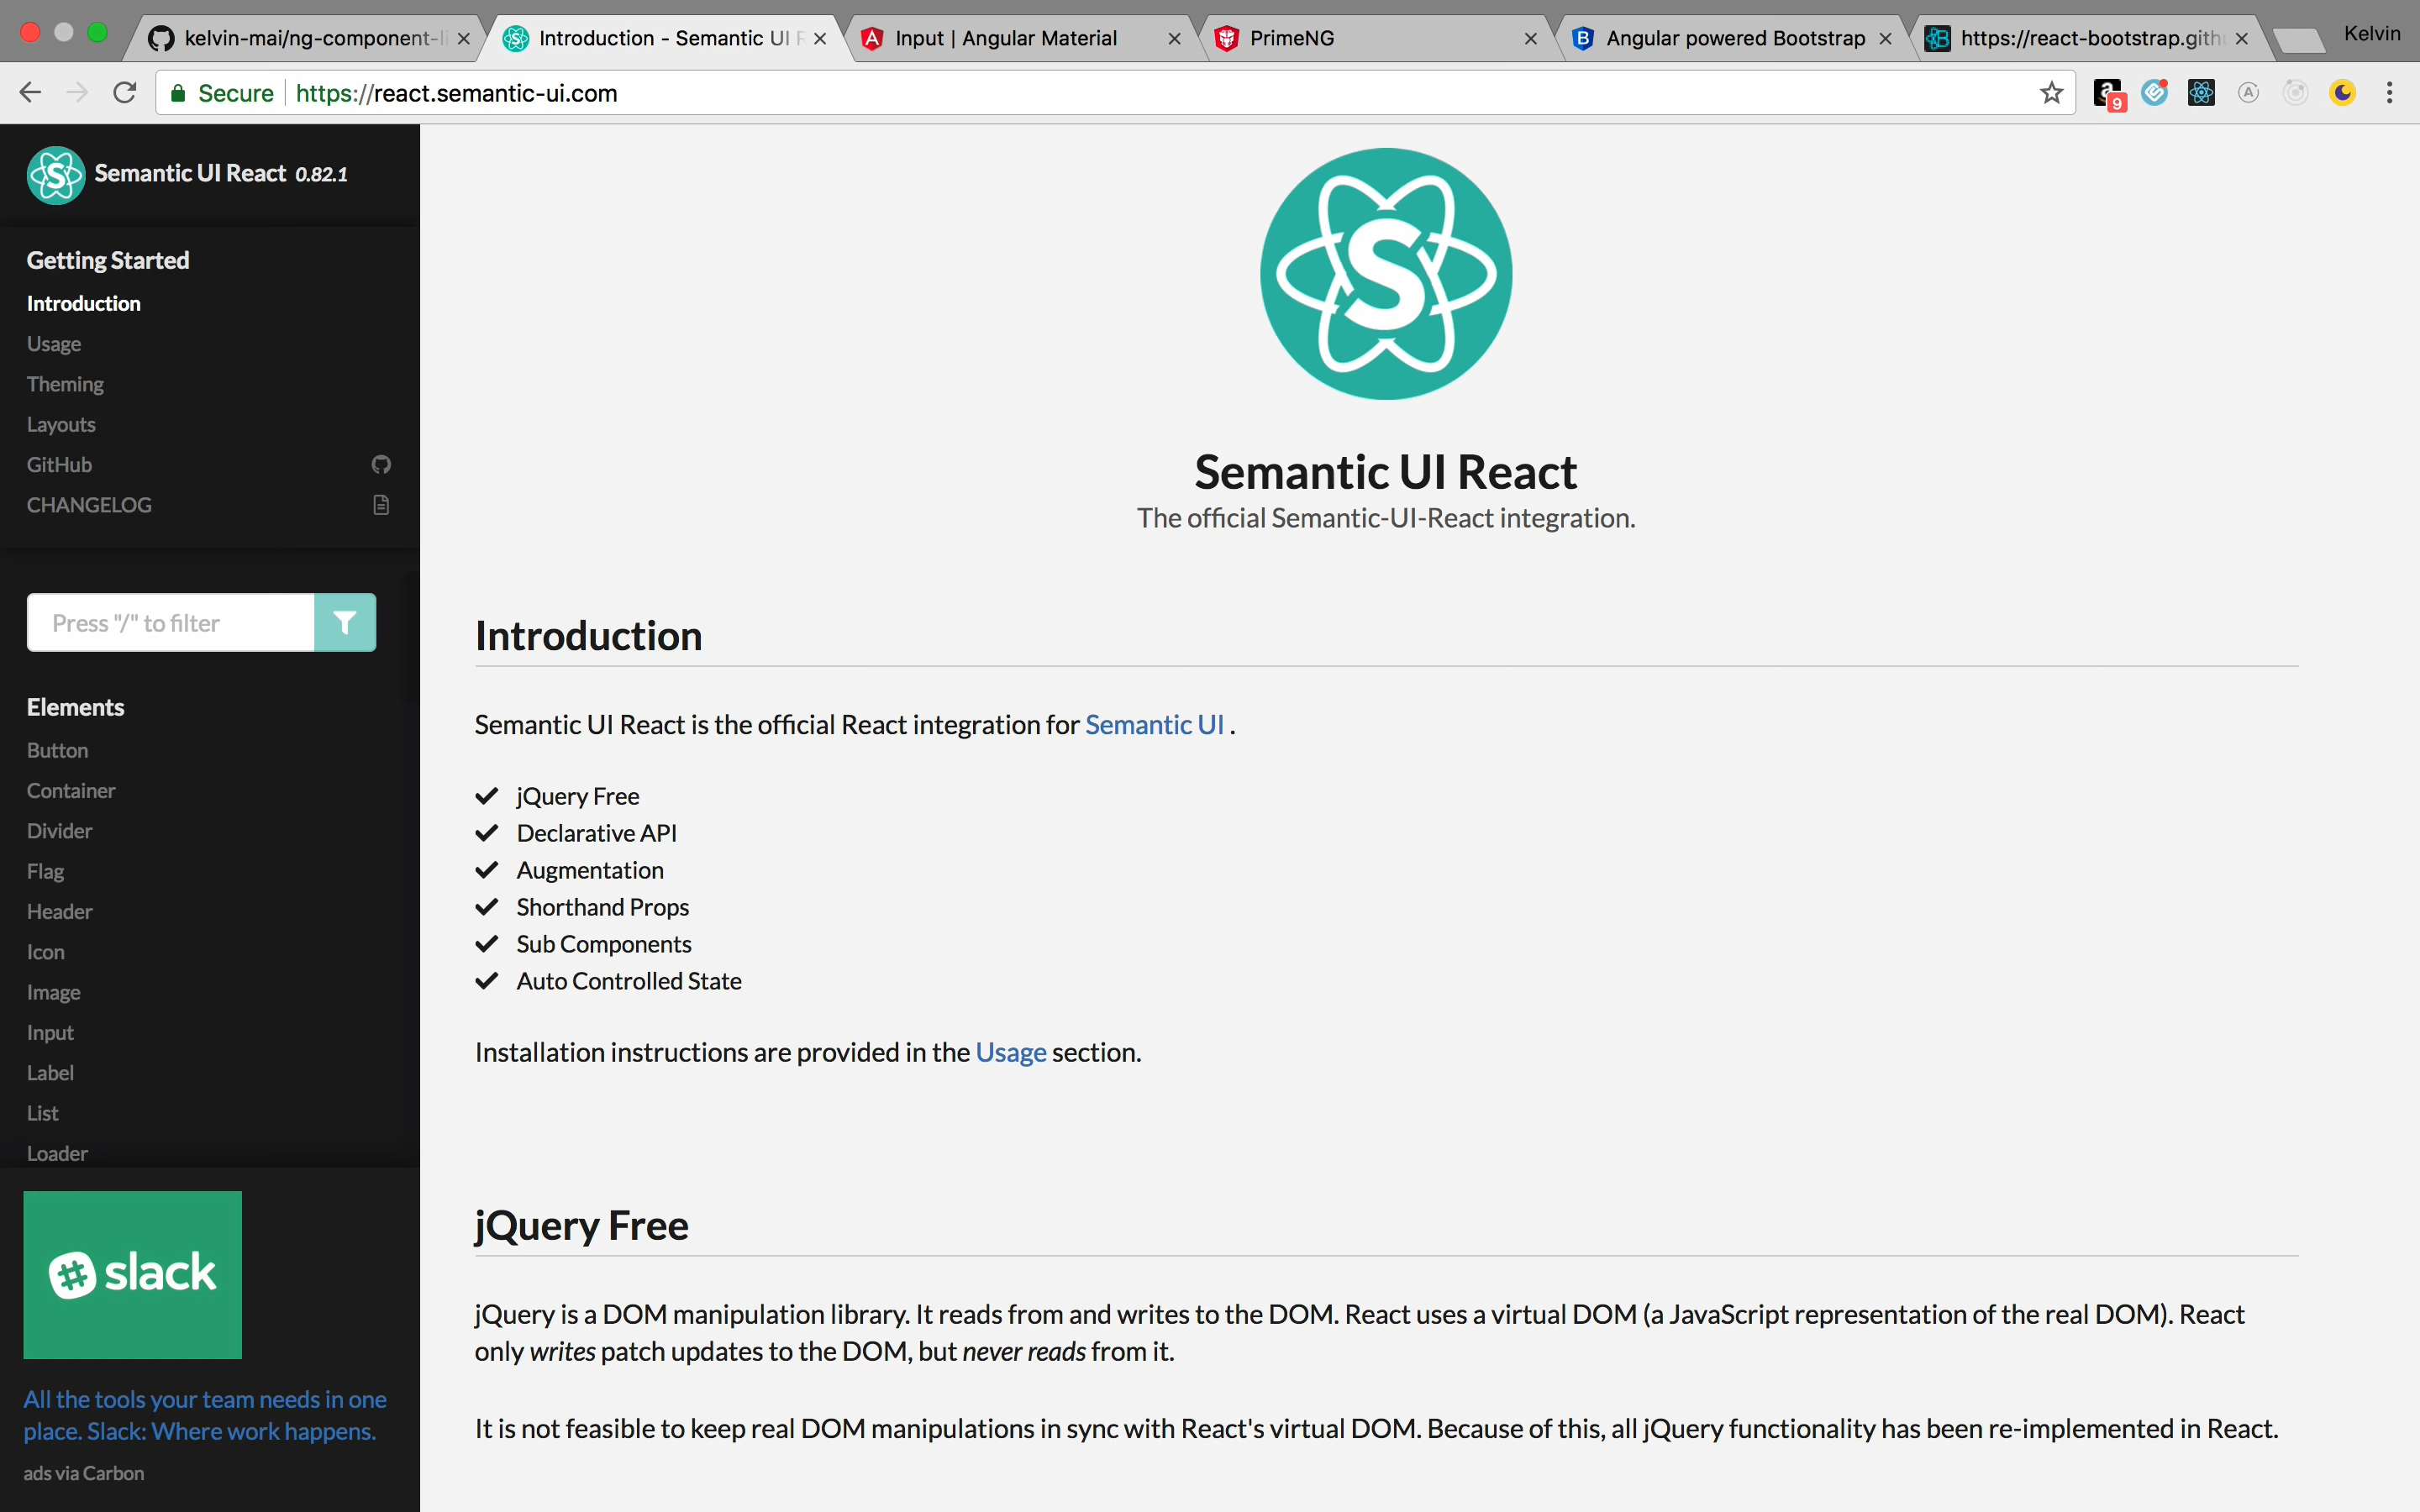 kelvin-mai/ng-component-li
Introduction - Semantic UI R
Input | Angular Material
PrimeNG
Angular powered Bootstrap
https://react-bootstrap.githu
Kelvin
Secure
https://react.semantic-ui.com
9
Semantic UI React 0.82.1
Getting Started
Introduction
Usage
Theming
Layouts
GitHub
CHANGELOG
Press "/" to filter
Elements
Button
Container
Divider
Flag
Header
Icon
Image
Input
Label
List
Loader
slack
All the tools your team needs in one
place. Slack: Where work happens.
ads via Carbon
Semantic UI React
The official Semantic-UI-React integration.
Introduction
Semantic UI React is the official React integration for Semantic UI .
jQuery Free
Declarative API
Augmentation
Shorthand Props
Sub Components
Auto Controlled State
Installation instructions are provided in the Usage section.
jQuery Free
jQuery is a DOM manipulation library. It reads from and writes to the DOM. React uses a virtual DOM (a JavaScript representation of the real DOM). React
only writes patch updates to the DOM, but never reads from it.
It is not feasible to keep real DOM manipulations in sync with React's virtual DOM. Because of this, all jQuery functionality has been re-implemented in React.